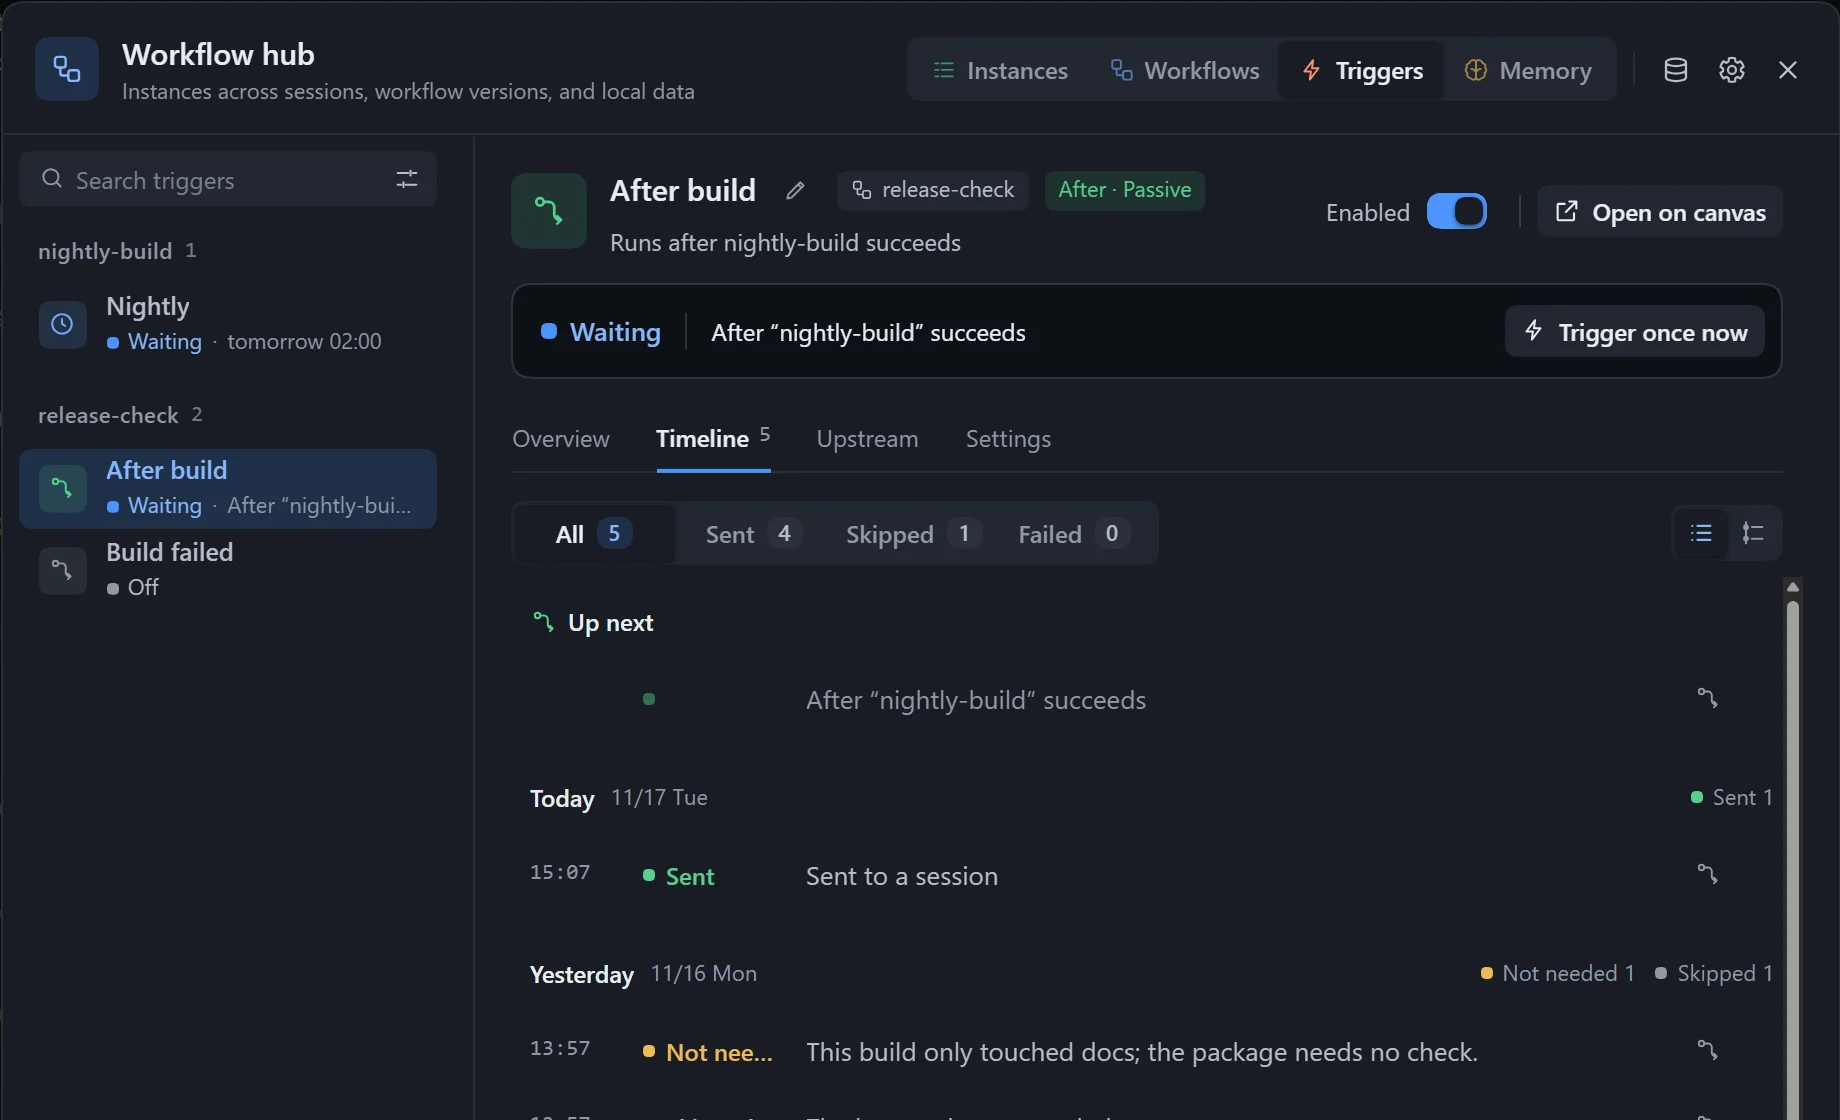 Workflow hub
Instances across sessions, workflow versions, and local data
Instances
Workflows
Triggers
Memory
Search triggers
nightly-build 1
Nightly
Waiting · tomorrow 02:00
release-check 2
After build
Waiting · After “nightly-bui...
Build failed
Off
After build
release-check
After · Passive
Runs after nightly-build succeeds
Enabled
Open on canvas
Waiting
After “nightly-build” succeeds
Trigger once now
Overview
Timeline 5
Upstream
Settings
All 5
Sent 4
Skipped 1
Failed 0
Up next
After “nightly-build” succeeds
Today 11/17 Tue
Sent 1
15:07 Sent Sent to a session
Yesterday 11/16 Mon
Not needed 1 Skipped 1
13:57 Not nee... This build only touched docs; the package needs no check.